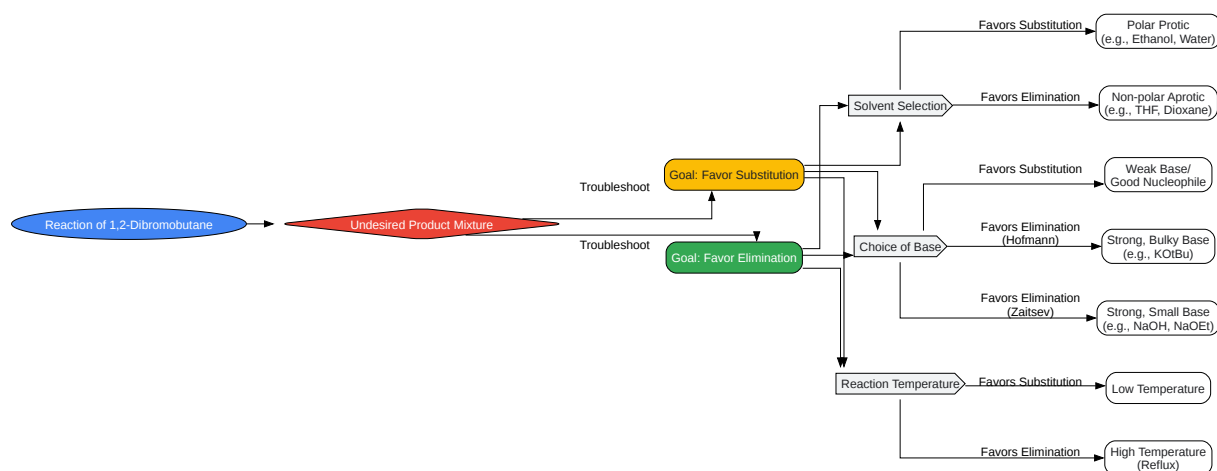 Favors Substitution
Polar Protic
(e.g., Ethanol, Water)
Solvent Selection
Favors Elimination
Non-polar Aprotic
(e.g., THF, Dioxane)
Goal: Favor Substitution
Troubleshoot
Favors Substitution
Weak Base/
Good Nucleophile
Reaction of 1,2-Dibromobutane
Undesired Product Mixture
Troubleshoot
Goal: Favor Elimination
Choice of Base
Favors Elimination
(Hofmann)
Strong, Bulky Base
(e.g., KOtBu)
Favors Elimination
(Zaitsev)
Strong, Small Base
(e.g., NaOH, NaOEt)
Reaction Temperature
Favors Substitution
Low Temperature
Favors Elimination
High Temperature
(Reflux)